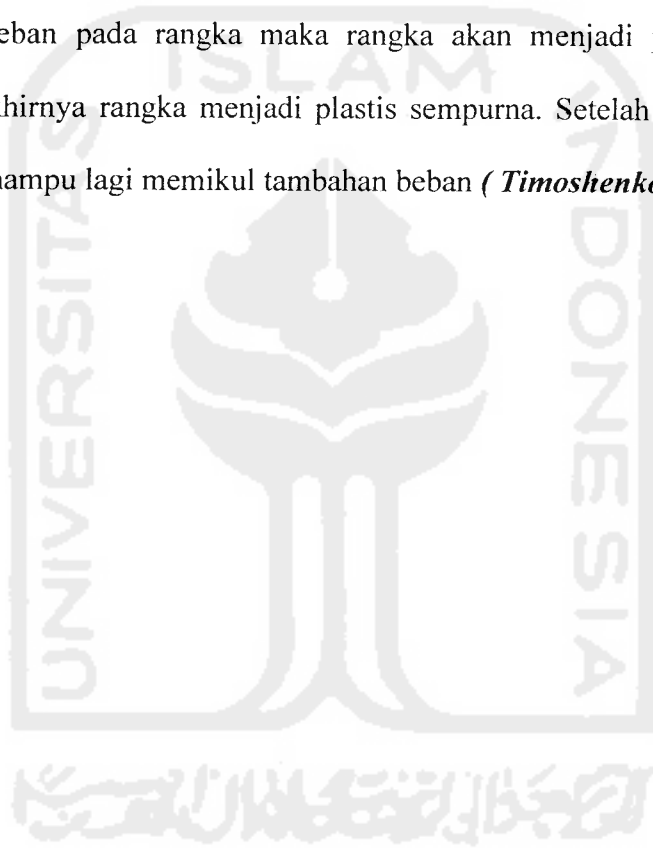 eban pada rangka maka rangka akan menjadi
hirnya rangka menjadi plastis sempurna. Setelah
nampu lagi memikul tambahan beban ( Timoshenko
ISLAM
UNIVERSITAS
INDONESIA